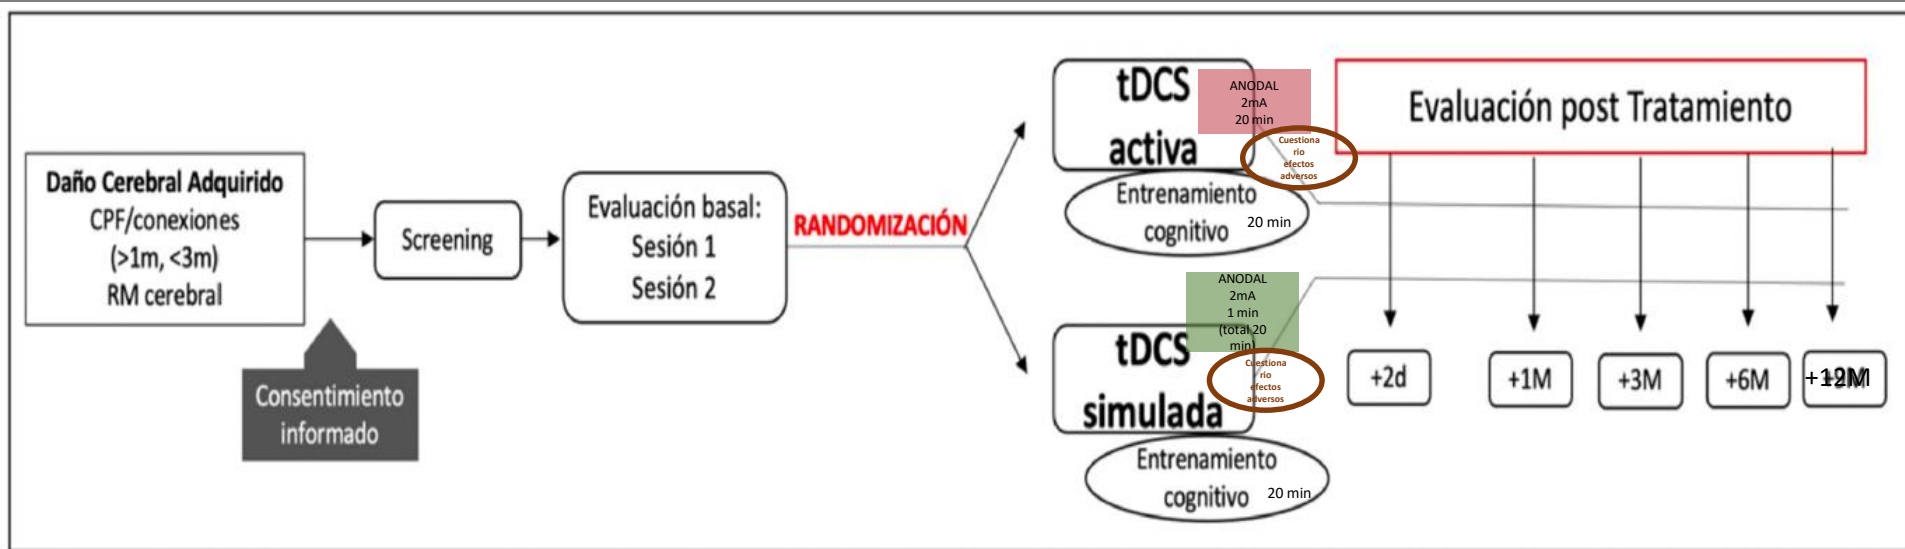 Daño Cerebral Adquirido
CPF/conexiones
(>1m, <3m)
RM cerebral
Consentimiento
informado
Screening
Evaluación basal:
Sesión 1
Sesión 2
RANDOMIZACIÓN
tDCS
activa
ANODAL
2mA
20 min
Cuestiona
rio
efectos
adversos
Entrenamiento
cognitivo
20 min
ANODAL
2mA
1 min
(total 20
min)
tDCS
simulada
Cuestiona
rio
efectos
adversos
Entrenamiento
cognitivo
20 min
Evaluación post Tratamiento
+2d
+1M
+3M
+6M
+12M